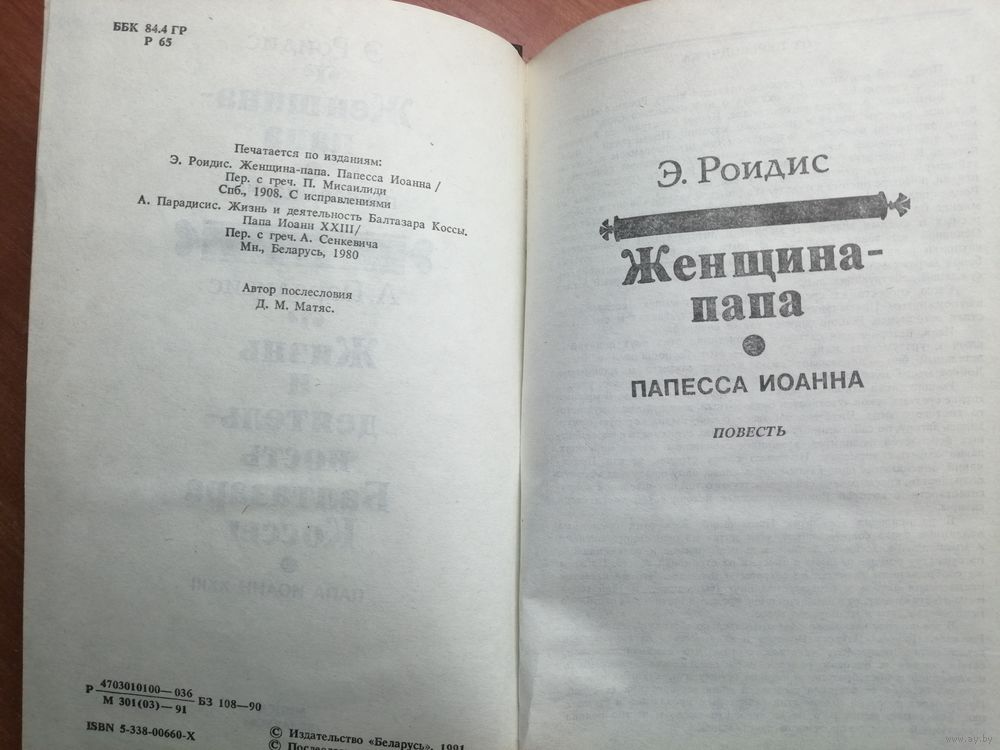 ББК 84.4 ГР
Р 65
Печатается по изданиям:
Э. Роидис. Женщина-папа. Папесса Иоанна /
Пер. с греч. П. Мисаилиди
Спб., 1908. С исправлениями
А. Парадисис. Жизнь и деятельность Балтазара Коссы.
Папа Иоанн XXIII/
Пер. с греч. А. Сенкевича
Мн., Беларусь, 1980
Автор послесловия
Д. М. Матяс.
Р 4703010100—036 БЗ 108—90
М 301(03)—91
ISBN 5-338-00660-X
© Издательство «Беларусь», 1991
©
Э. Роидис
Женщина-
папа
ПАПЕССА ИОАННА
ПОВЕСТЬ
www.ay.by